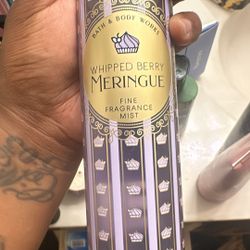 BATH & BODY WORKS
WHIPPED BERRY
MERINGUE
FINE
FRAGRANCE
MIST